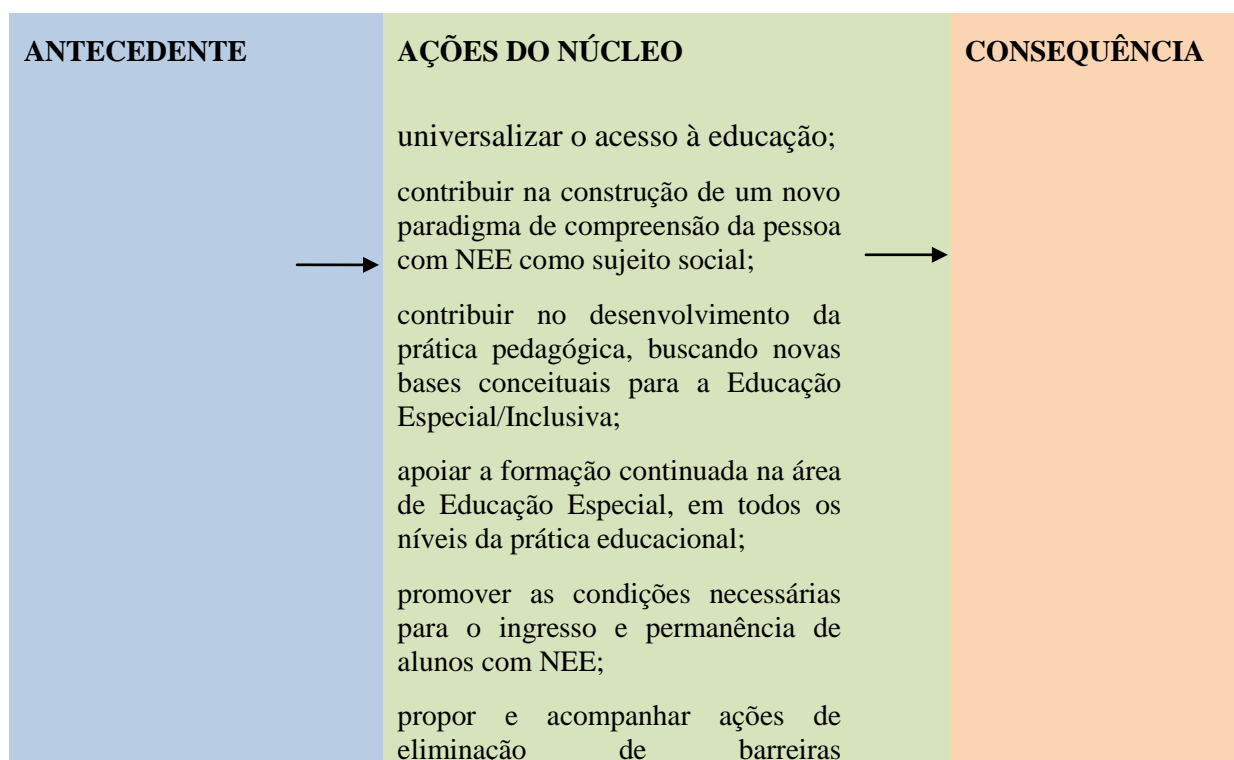 ANTECEDENTE
AÇÕES DO NÚCLEO
CONSEQUÊNCIA
universalizar o acesso à educação;
contribuir na construção de um novo
paradigma de compreensão da pessoa
com NEE como sujeito social;
contribuir no desenvolvimento da
prática pedagógica, buscando novas
bases conceituais para a Educação
Especial/Inclusiva;
apoiar a formação continuada na área
de Educação Especial, em todos os
níveis da prática educacional;
promover as condições necessárias
para o ingresso e permanência de
alunos com NEE;
propor e acompanhar ações de
eliminação de barreiras